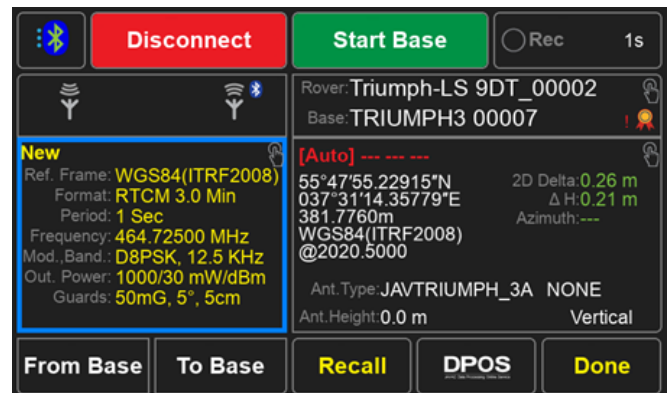 Disconnect
Start Base
Rec 1s
Rover: Triumph-LS 9DT_00002
Base: TRIUMPH3 00007 !
New
Ref. Frame: WGS84(ITRF2008)
Format: RTCM 3.0 Min
Period: 1 Sec
Frequency: 464.72500 MHz
Mod.,Band.: D8PSK, 12.5 KHz
Out. Power: 1000/30 mW/dBm
Guards: 50mG, 5°, 5cm
[Auto] --- --- ---
55°47'55.22915"N 2D Delta: 0.26 m
037°31'14.35779"E Δ H: 0.21 m
381.7760m Azimuth: ---
WGS84(ITRF2008)
@2020.5000
Ant.Type: JAVTRIUMPH_3A NONE
Ant.Height: 0.0 m Vertical
From Base
To Base
Recall
DPOS
Done